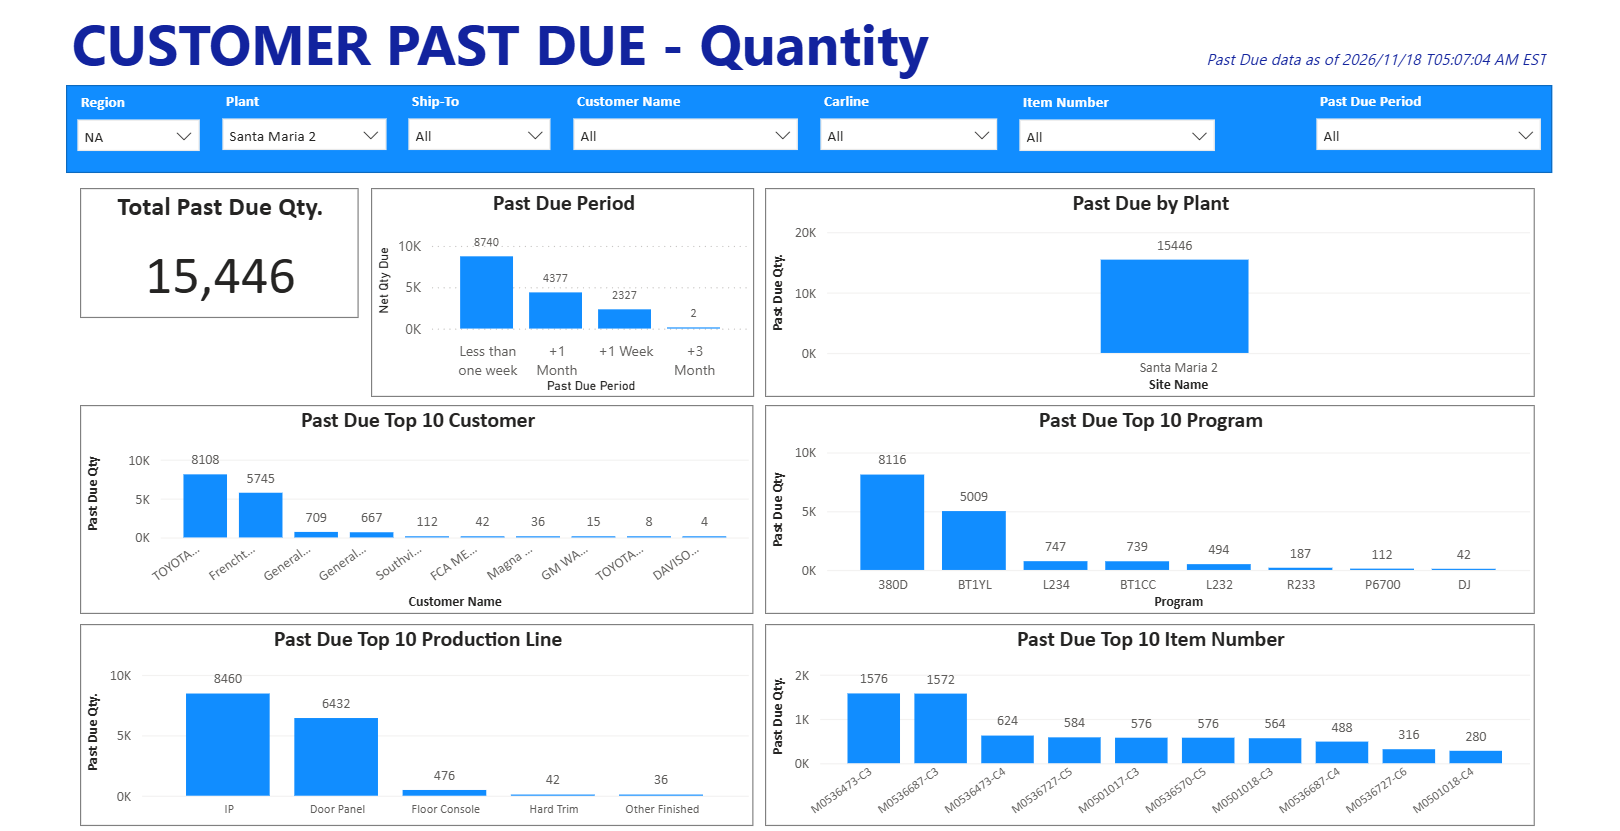 CUSTOMER PAST DUE - Quantity
Past Due data as of 2026/11/18 T05:07:04 AM EST
Region Plant Ship-To Customer Name Carline Item Number Past Due Period
NA Santa Maria 2 All All All All All
Total Past Due Qty.
15,446
Past Due Period
Net Qty Due
10K
5K
0K
8740 4377 2327 2
Less than one week +1 Month +1 Week +3 Month
Past Due Period
Past Due by Plant
Past Due Qty.
20K
10K
0K
15446
Santa Maria 2
Site Name
Past Due Top 10 Customer
Past Due Qty
10K
5K
0K
8108 5745 709 667 112 42 36 15 8 4
TOYOTA... Frencht... General... General... Southvi... FCA ME... Magna ... GM WA... TOYOTA... DAVISO...
Customer Name
Past Due Top 10 Program
Past Due Qty
10K
5K
0K
8116 5009 747 739 494 187 112 42
380D BT1YL L234 BT1CC L232 R233 P6700 DJ
Program
Past Due Top 10 Production Line
Past Due Qty.
10K
5K
0K
8460 6432 476 42 36
IP Door Panel Floor Console Hard Trim Other Finished
Past Due Top 10 Item Number
Past Due Qty.
2K
1K
0K
1576 1572 624 584 576 576 564 488 316 280
M0536473-C3 M0536687-C3 M0536473-C4 M0536727-C5 M0501017-C3 M0536570-C5 M0501018-C3 M0536687-C4 M0536727-C6 M0501018-C4